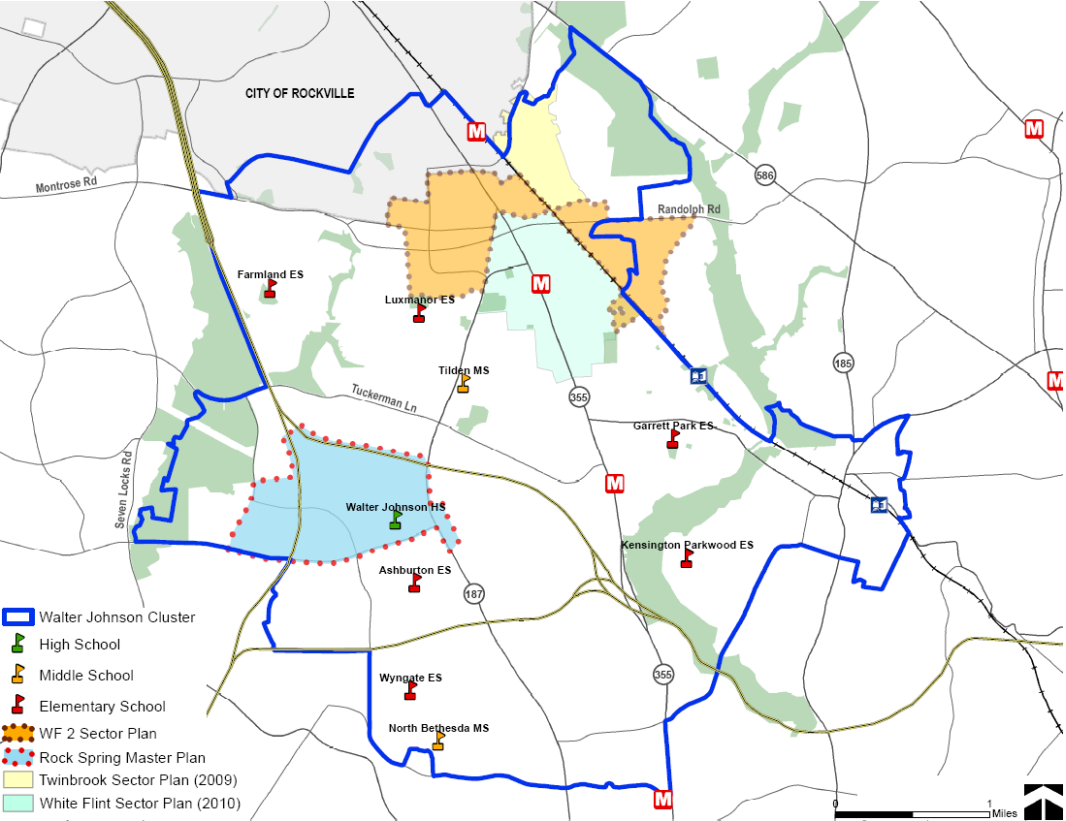 CITY OF ROCKVILLE
M
M
586
Montrose Rd
Randolph Rd
Farmland ES
M
Luxmanor ES
185
Tilden MS
M
Tuckerman Ln
355
Garrett Park ES
Seven Locks Rd
M
Walter Johnson HS
Kensington Parkwood ES
Ashburton ES
187
Walter Johnson Cluster
High School
Middle School
Elementary School
WF 2 Sector Plan
Rock Spring Master Plan
Twinbrook Sector Plan (2009)
White Flint Sector Plan (2010)
355
Wyngate ES
North Bethesda MS
M
0 1
Miles